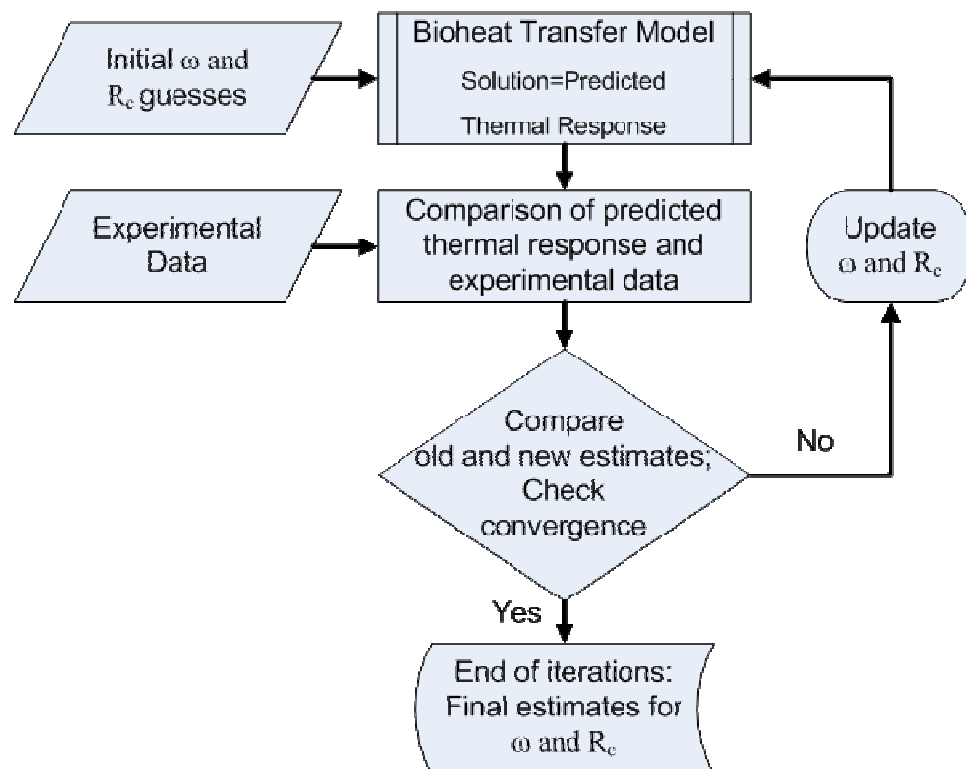 Initial ω and
Rc guesses
Bioheat Transfer Model
Solution=Predicted
Thermal Response
Experimental
Data
Comparison of predicted
thermal response and
experimental data
Update
ω and Rc
Compare
old and new estimates;
Check
convergence
No
Yes
End of iterations:
Final estimates for
ω and Rc